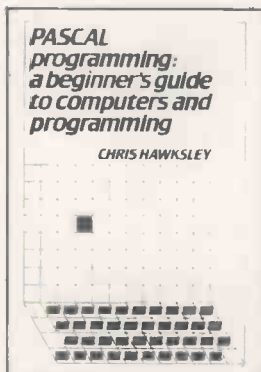 PASCAL
programming:
a beginner's guide
to computers and
programming
CHRIS HAWKSLEY